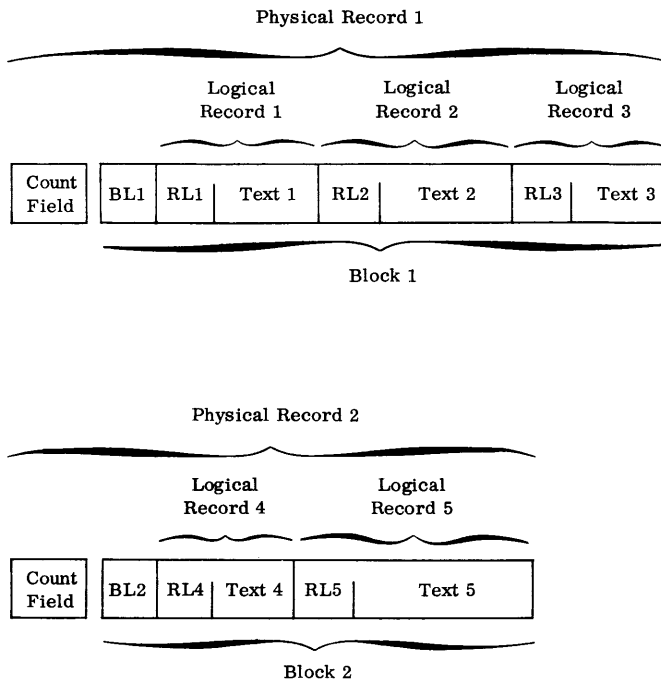 Physical Record 1
Logical Record 1
Logical Record 2
Logical Record 3
Count Field
BL1 RL1 Text 1 RL2 Text 2 RL3 Text 3
Block 1
Physical Record 2
Logical Record 4
Logical Record 5
Count Field
BL2 RL4 Text 4 RL5 Text 5
Block 2